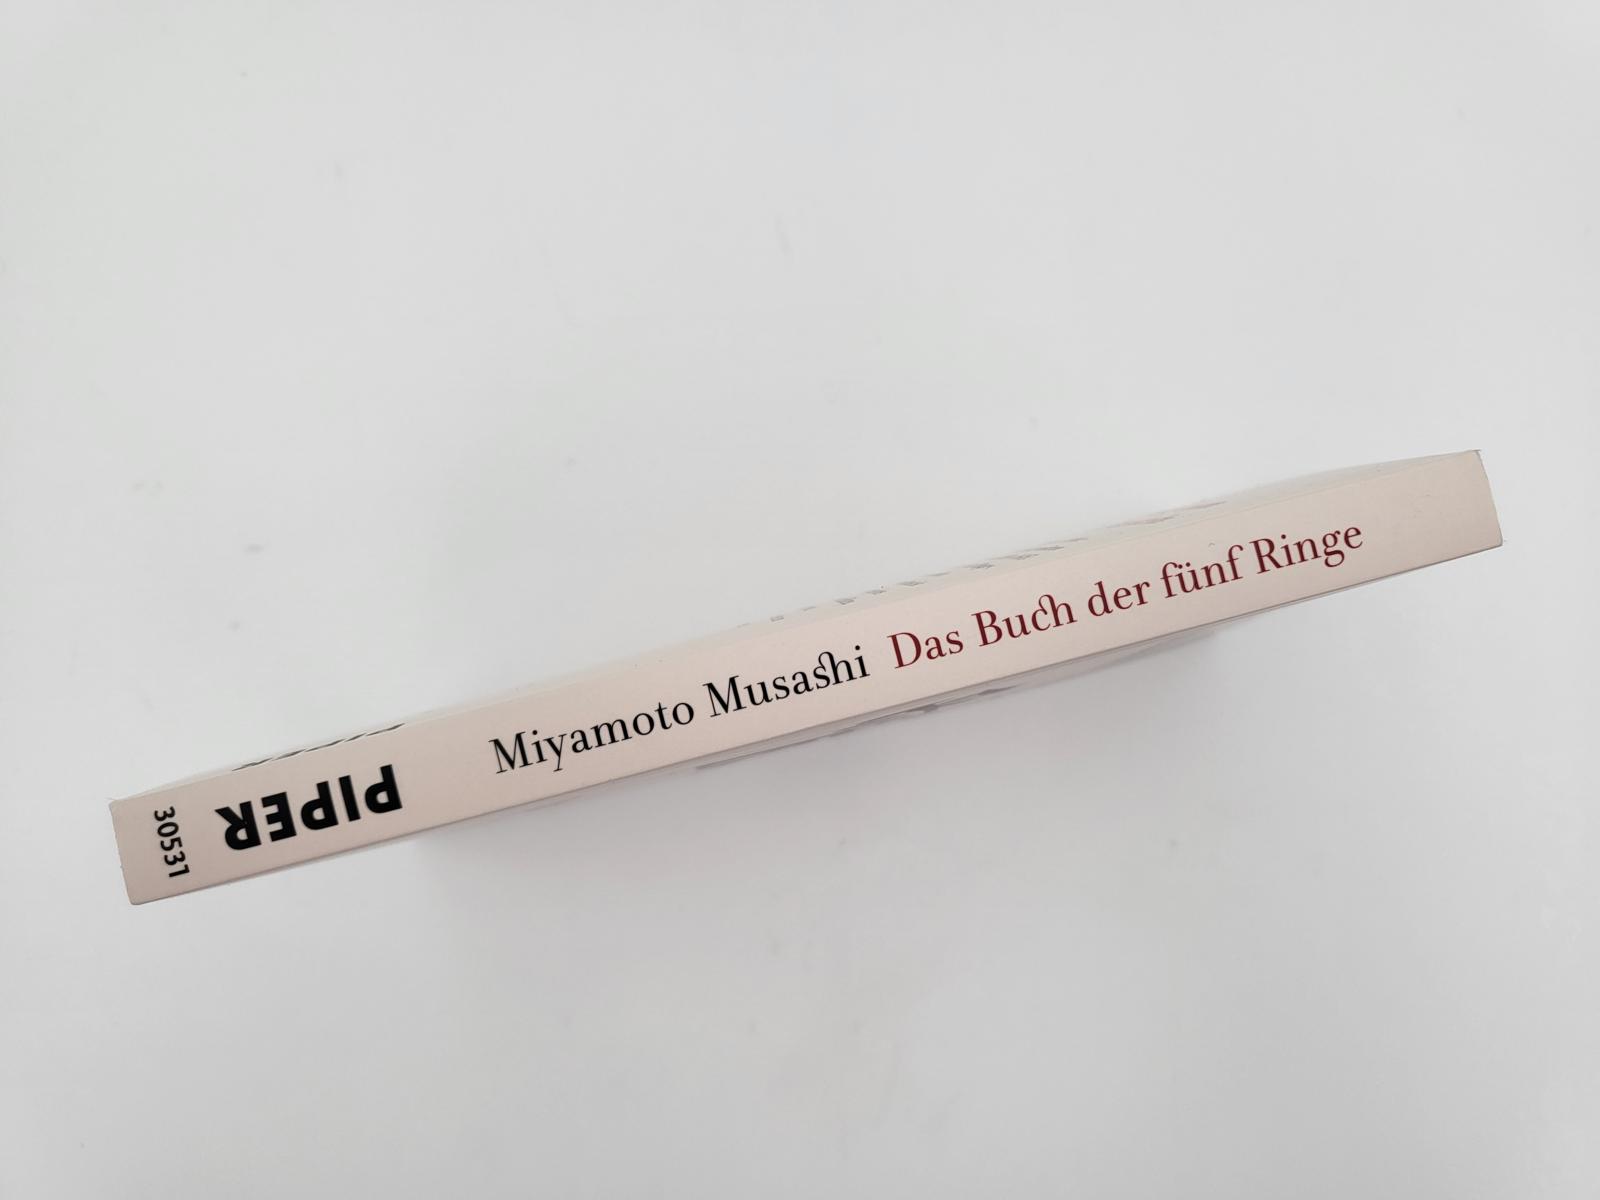 Miyamoto Musashi Das Buch der fünf Ringe
PIPER
30531